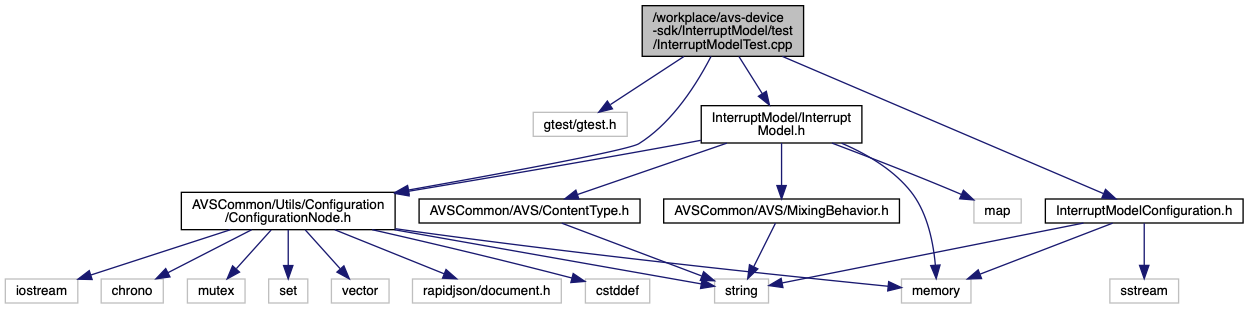 /workplace/avs-device
-sdk/InterruptModel/test
/InterruptModelTest.cpp
gtest/gtest.h
InterruptModel/Interrupt
Model.h
AVSCommon/Utils/Configuration
/ConfigurationNode.h
AVSCommon/AVS/ContentType.h
AVSCommon/AVS/MixingBehavior.h
map
InterruptModelConfiguration.h
iostream
chrono
mutex
set
vector
rapidjson/document.h
cstddef
string
memory
sstream